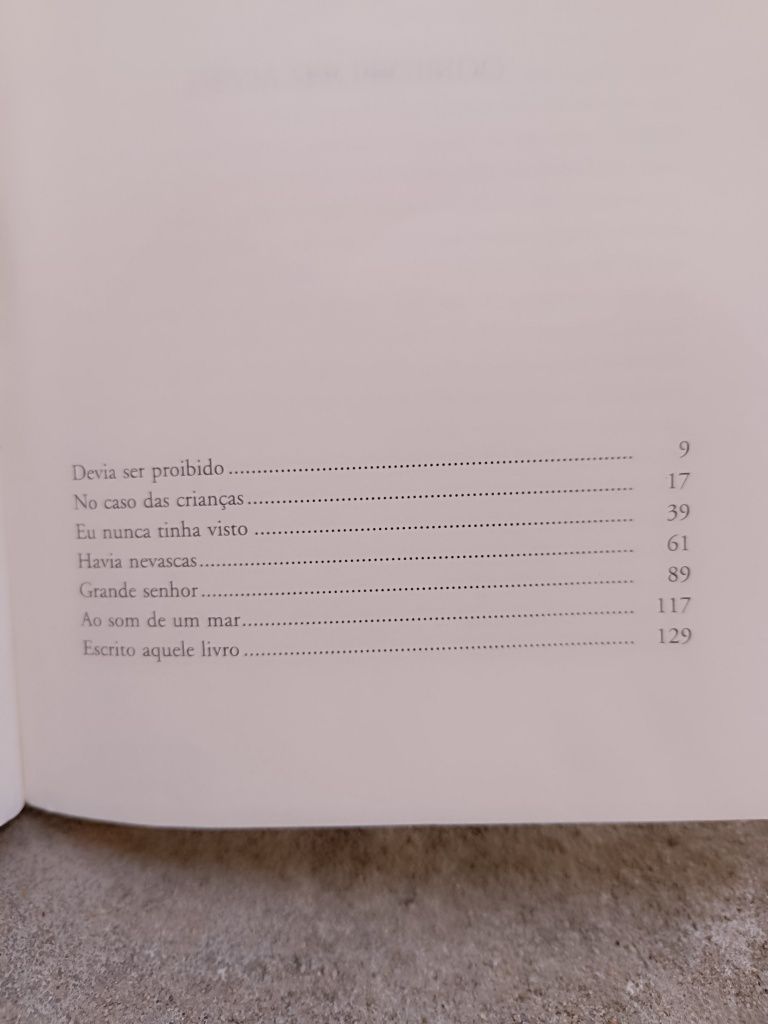 Devia ser proibido ........................................................................ 9
No caso das crianças ........................................................................ 17
Eu nunca tinha visto ........................................................................ 39
Havia nevascas ........................................................................ 61
Grande senhor ........................................................................ 89
Ao som de um mar ........................................................................ 117
Escrito aquele livro ........................................................................ 129